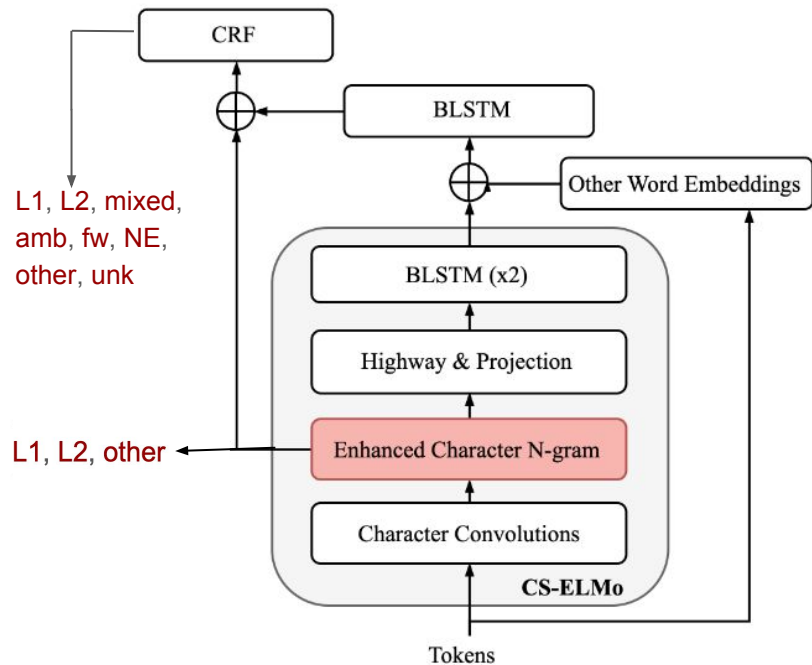 CRF
BLSTM
Other Word Embeddings
L1, L2, mixed,
amb, fw, NE,
other, unk
BLSTM (x2)
Highway & Projection
L1, L2, other
Enhanced Character N-gram
Character Convolutions
CS-ELMo
Tokens